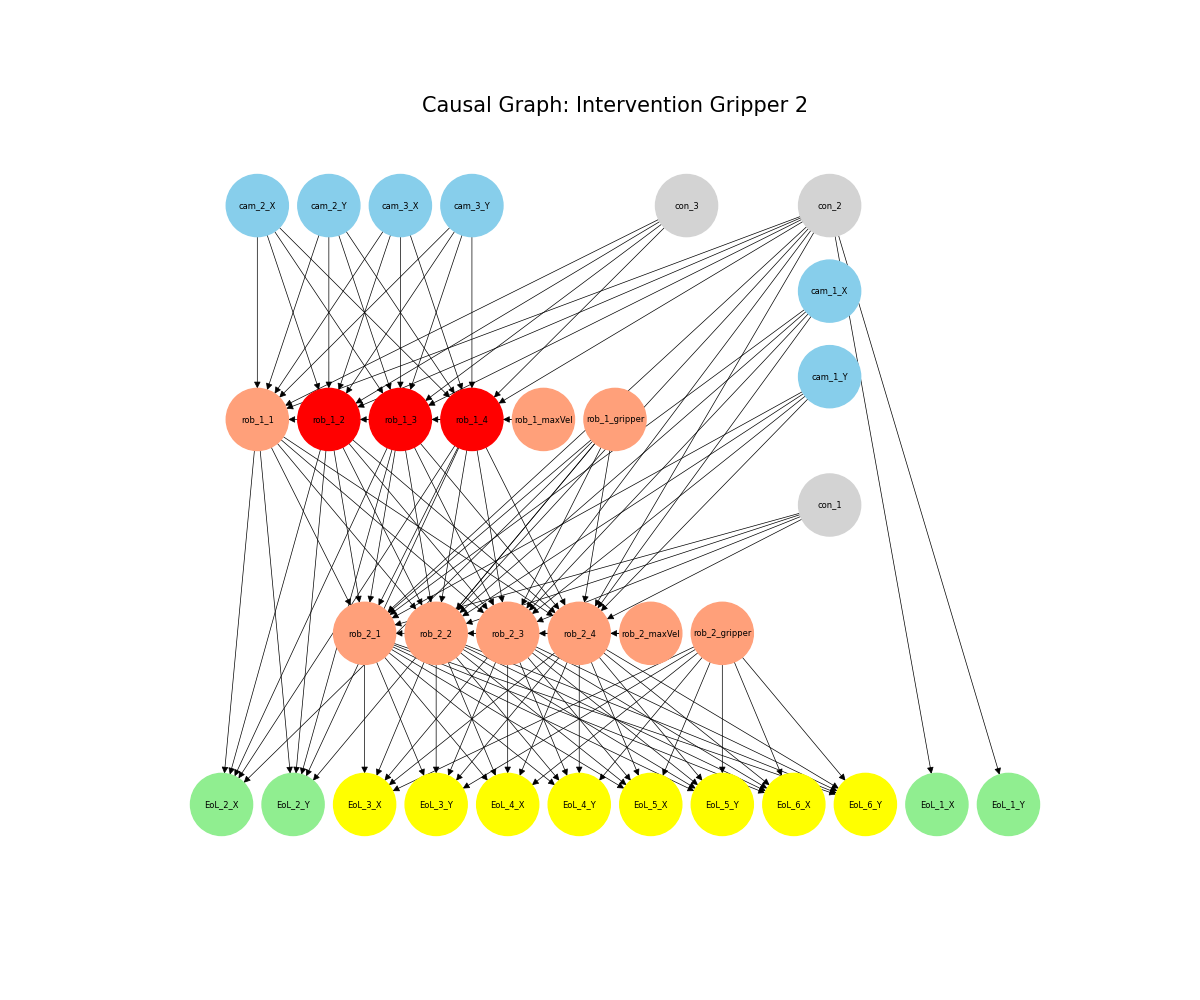 Causal Graph: Intervention Gripper 2
cam_2_X cam_2_Y cam_3_X cam_3_Y con_3 con_2
cam_1_X
cam_1_Y
rob_1_1 rob_1_2 rob_1_3 rob_1_4 rob_1_maxVel rob_1_gripper
con_1
rob_2_1 rob_2_2 rob_2_3 rob_2_4 rob_2_maxVel rob_2_gripper
EoL_2_X EoL_2_Y EoL_3_X EoL_3_Y EoL_4_X EoL_4_Y EoL_5_X EoL_5_Y EoL_6_X EoL_6_Y EoL_1_X EoL_1_Y